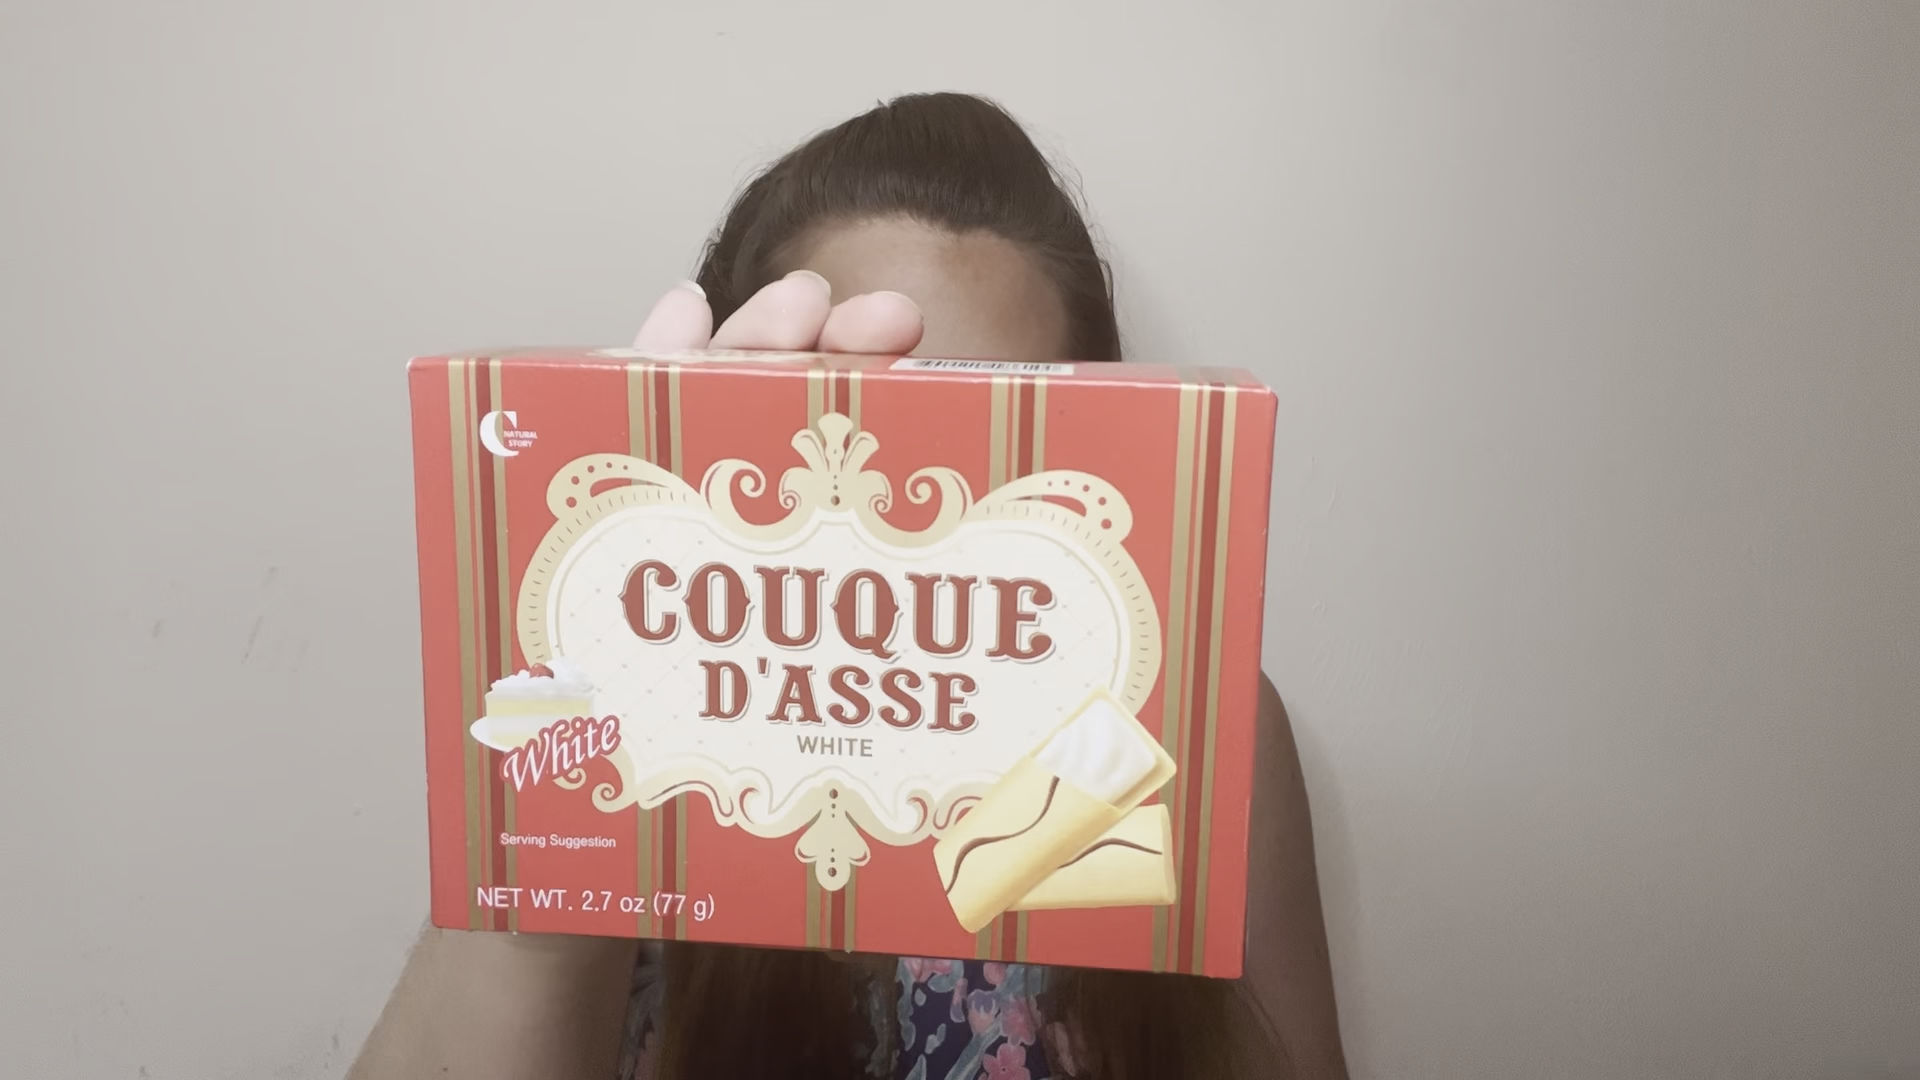 NATURAL
STORY
COUQUE
D'ASSE
WHITE
White
Serving Suggestion
NET WT. 2.7 oz (77 g)